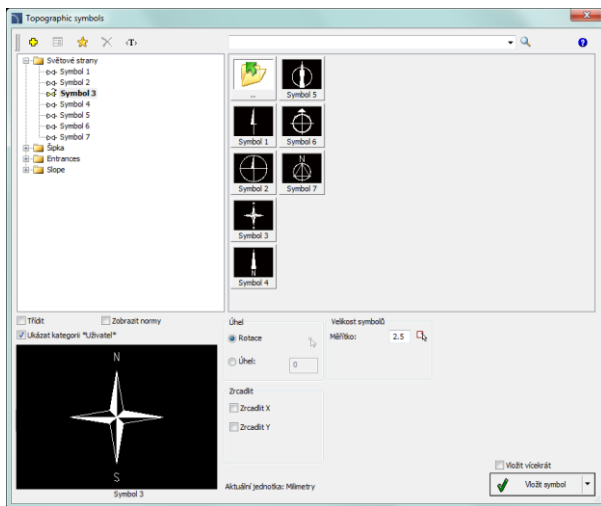 Topographic symbols
‹T›
Světové strany
Symbol 1
Symbol 2
Symbol 3
Symbol 4
Symbol 5
Symbol 6
Symbol 7
Šipka
Entrances
Slope
...
Symbol 5
Symbol 1
Symbol 6
N
Symbol 2
Symbol 7
Symbol 3
N
Symbol 4
Třídit
Zobrazit normy
Ukázat kategorii "Uživatel"
N
S
Symbol 3
Úhel
Rotace
Úhel:
0
Velikost symbolů
Měřítko:
2.5
Zrcadlit
Zrcadlit X
Zrcadlit Y
Aktuální jednotka: Milimetry
Vložit vícekrát
Vložit symbol